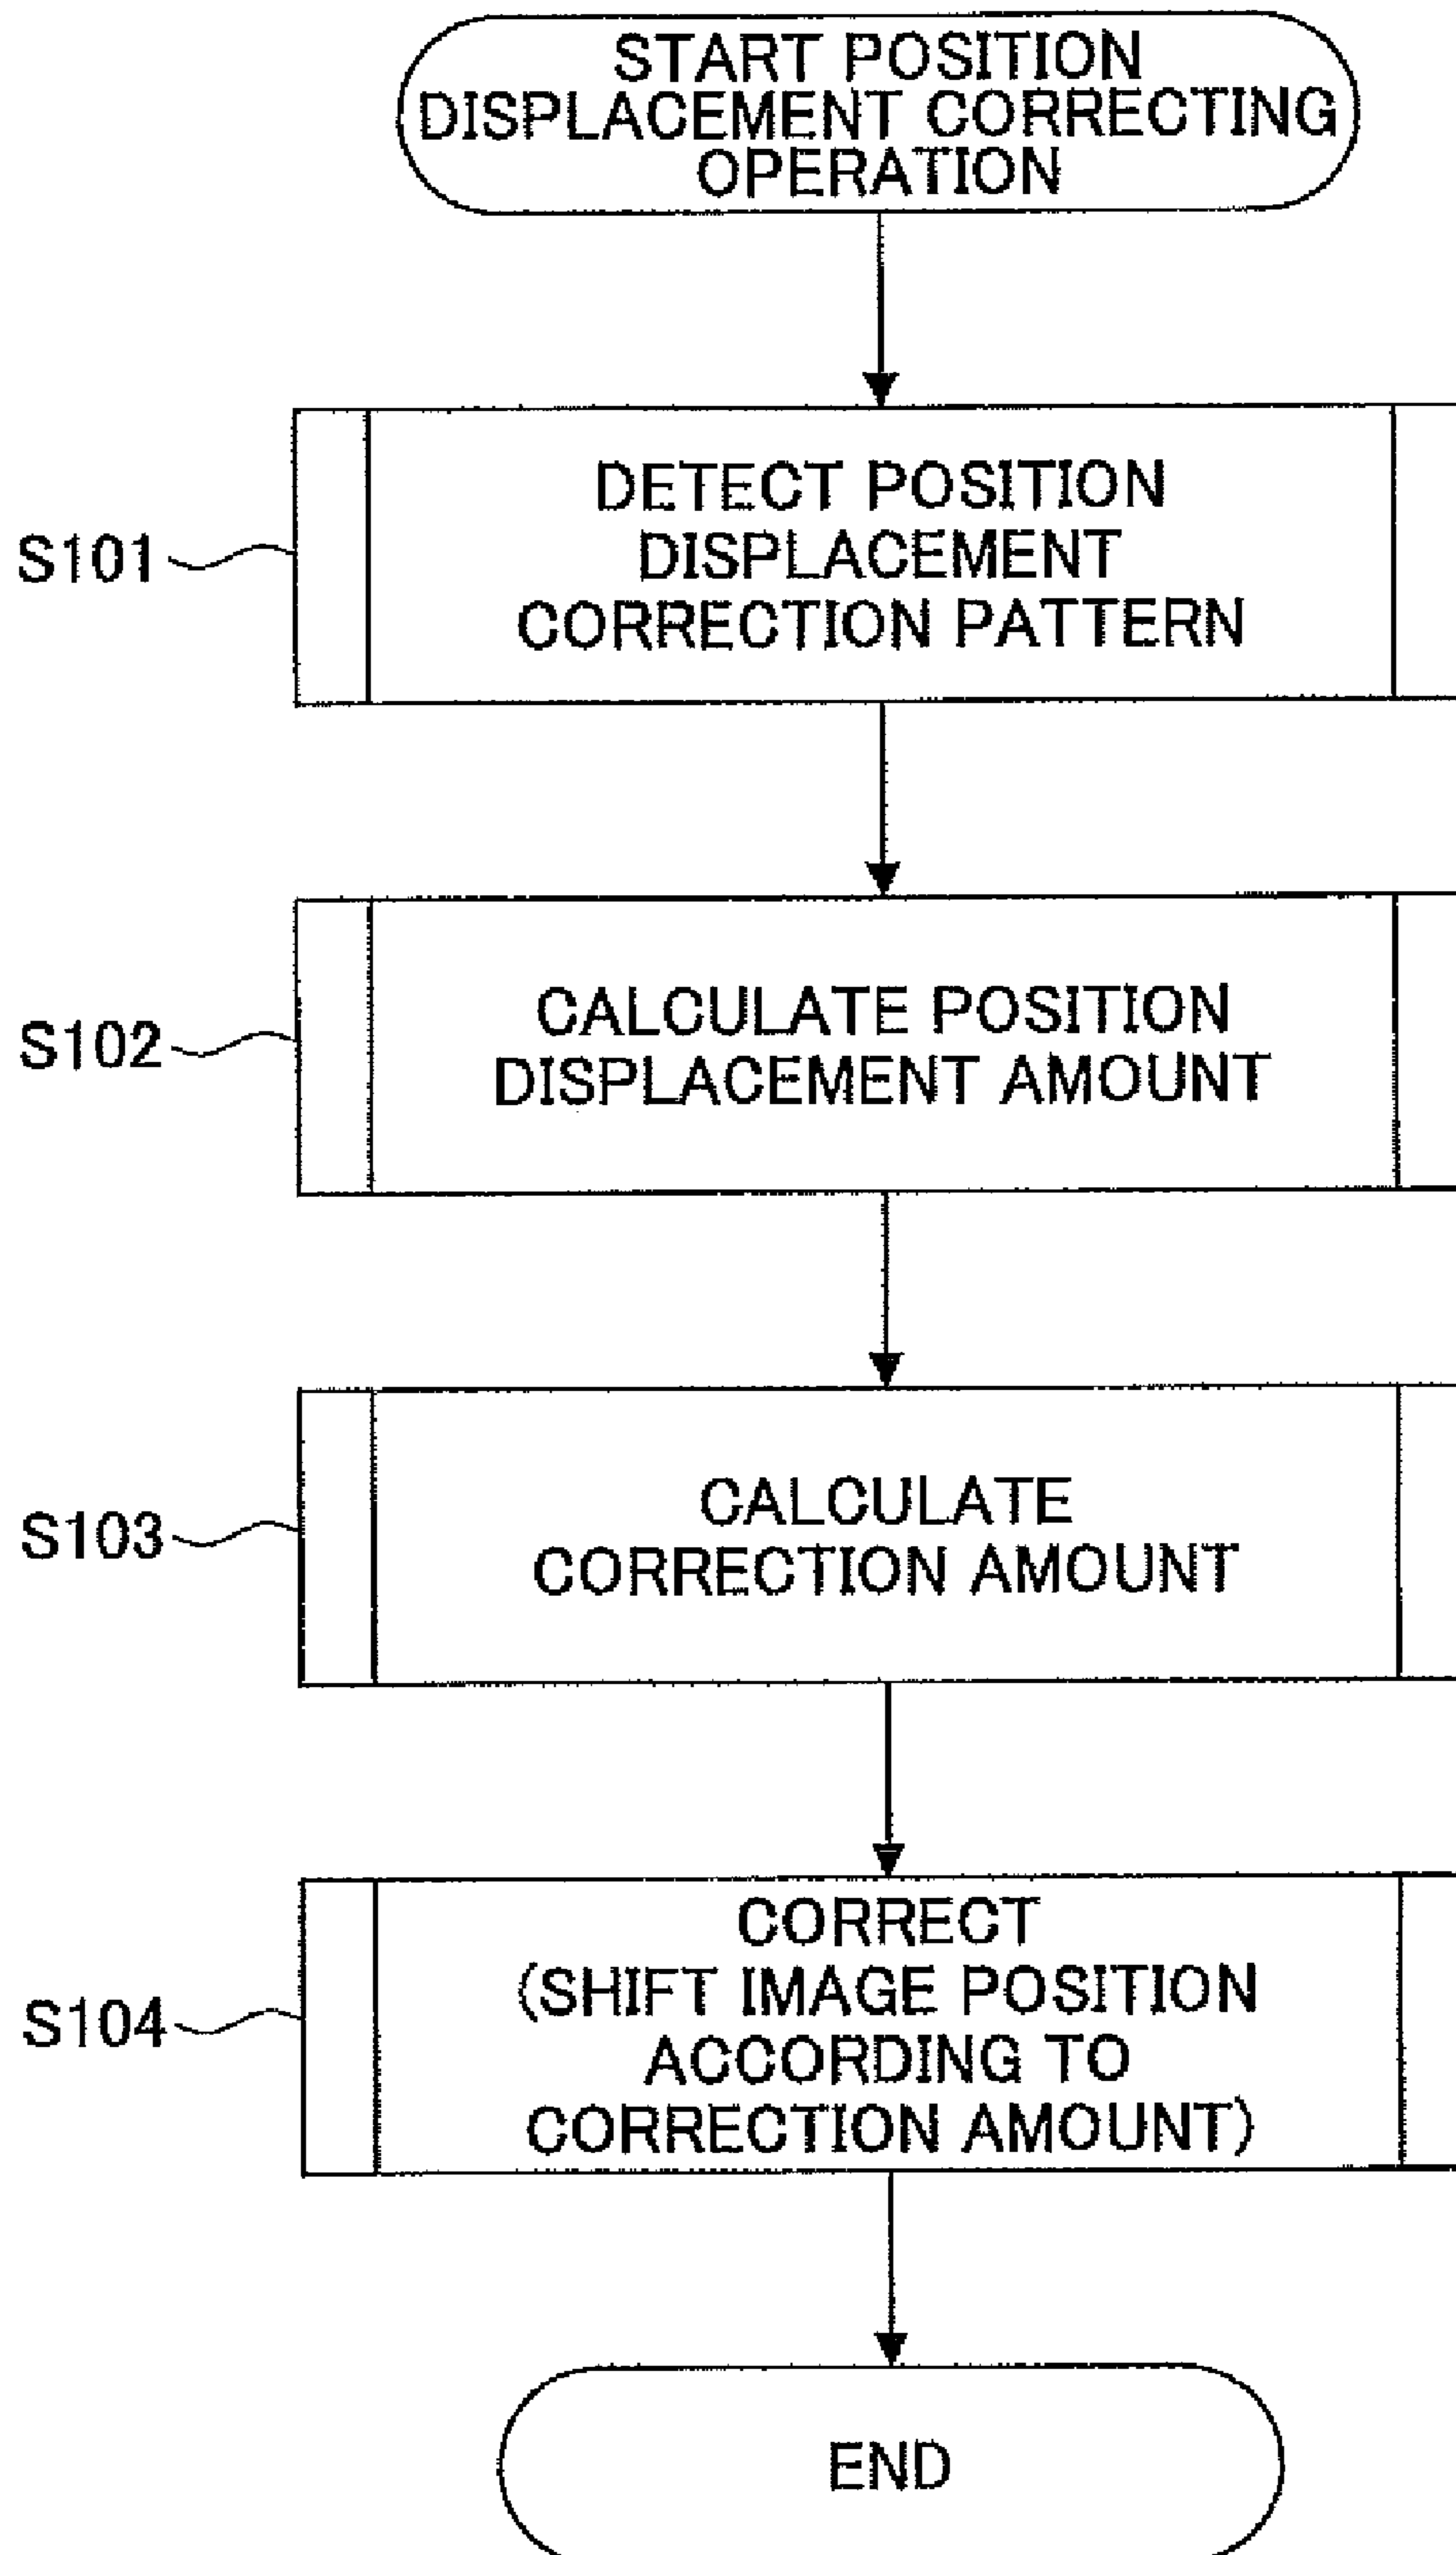 START POSITION
DISPLACEMENT CORRECTING
OPERATION
S101
DETECT POSITION
DISPLACEMENT
CORRECTION PATTERN
S102
CALCULATE POSITION
DISPLACEMENT AMOUNT
S103
CALCULATE
CORRECTION AMOUNT
S104
CORRECT
(SHIFT IMAGE POSITION
ACCORDING TO
CORRECTION AMOUNT)
END